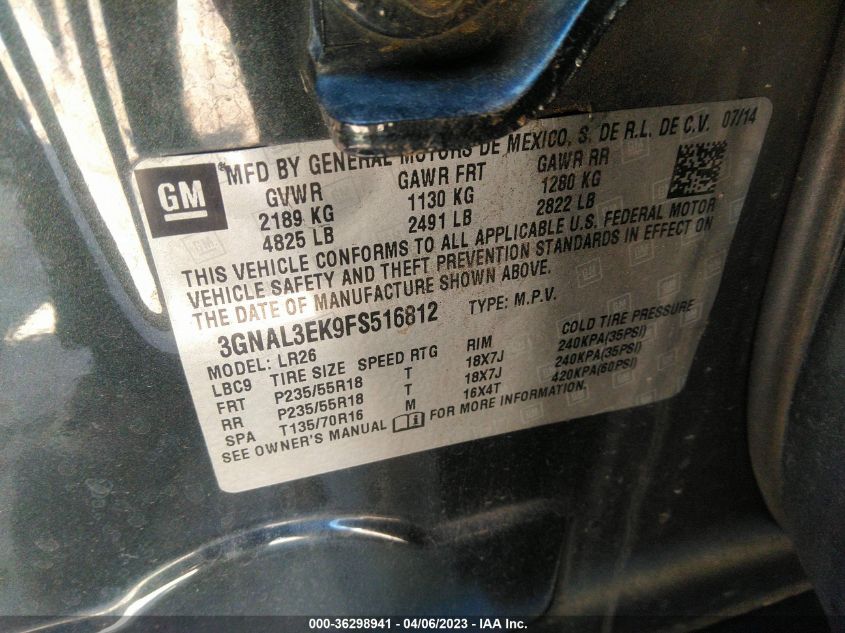 GM
MFD BY GENERAL MOTORS DE MEXICO, S. DE R.L. DE C.V. 07/14
GVWR GAWR FRT GAWR RR
2189 KG 1130 KG 1280 KG
4825 LB 2491 LB 2822 LB
THIS VEHICLE CONFORMS TO ALL APPLICABLE U.S. FEDERAL MOTOR
VEHICLE SAFETY AND THEFT PREVENTION STANDARDS IN EFFECT ON
THE DATE OF MANUFACTURE SHOWN ABOVE.
3GNAL3EK9FS516812 TYPE: M.P.V.
MODEL: LR26
LBC9 TIRE SIZE SPEED RTG RIM COLD TIRE PRESSURE
FRT P235/55R18 T 18X7J 240KPA(35PSI)
RR P235/55R18 T 18X7J 240KPA(35PSI)
SPA T135/70R16 M 16X4T 420KPA(60PSI)
SEE OWNER'S MANUAL FOR MORE INFORMATION.
000-36298941 - 04/06/2023 - IAA Inc.